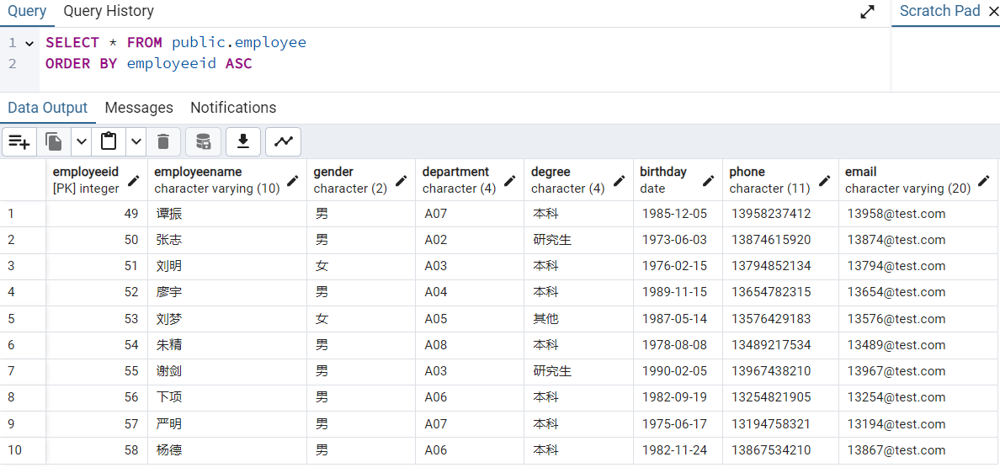 Query Query History Scratch Pad
1 SELECT * FROM public.employee
2 ORDER BY employeeid ASC
Data Output Messages Notifications
employeeid employeename gender department degree birthday phone email
[PK] integer character varying (10) character (2) character (4) character (4) date character (11) character varying (20)
1 49 谭振 男 A07 本科 1985-12-05 13958237412 13958@test.com
2 50 张志 男 A02 研究生 1973-06-03 13874615920 13874@test.com
3 51 刘明 女 A03 本科 1976-02-15 13794852134 13794@test.com
4 52 廖宇 男 A04 本科 1989-11-15 13654782315 13654@test.com
5 53 刘梦 女 A05 其他 1987-05-14 13576429183 13576@test.com
6 54 朱精 男 A08 本科 1978-08-08 13489217534 13489@test.com
7 55 谢剑 男 A03 研究生 1990-02-05 13967438210 13967@test.com
8 56 下项 男 A06 本科 1982-09-19 13254821905 13254@test.com
9 57 严明 男 A07 本科 1975-06-17 13194758321 13194@test.com
10 58 杨德 男 A06 本科 1982-11-24 13867534210 13867@test.com